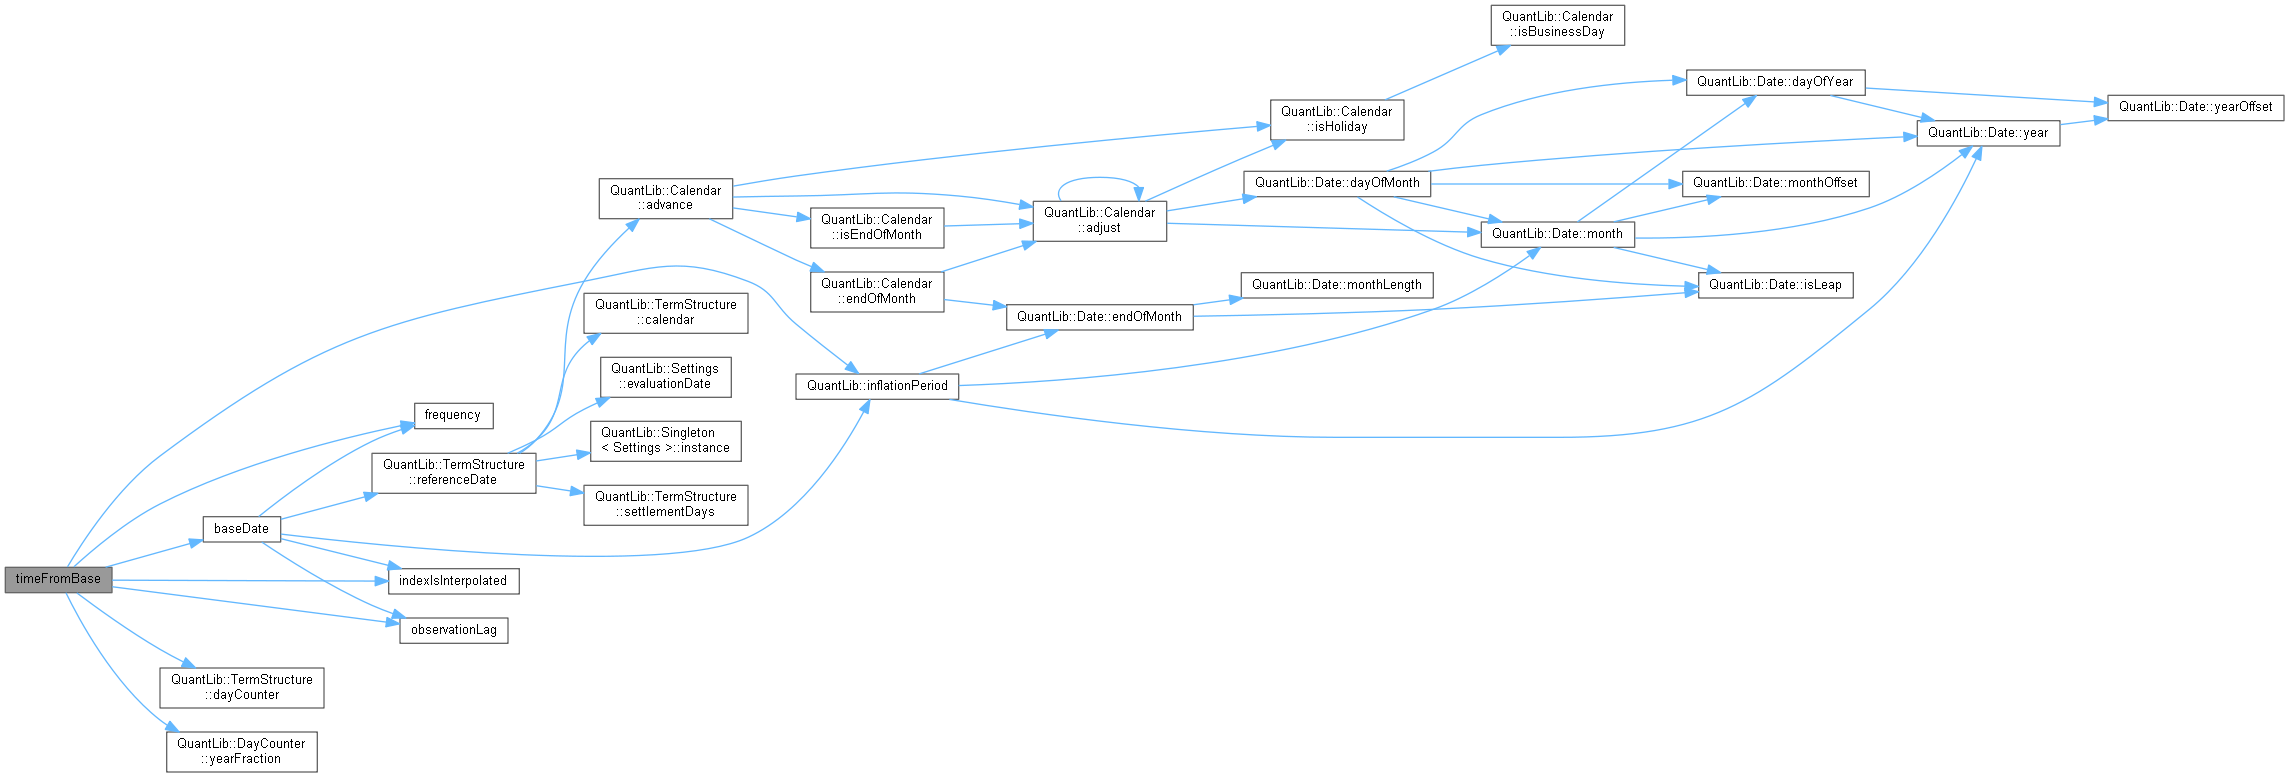 QuantLib::Calendar
::isBusinessDay
QuantLib::Date::dayOfYear
QuantLib::Date::yearOffset
QuantLib::Calendar
::isHoliday
QuantLib::Date::year
QuantLib::Calendar
::advance
QuantLib::Date::dayOfMonth
QuantLib::Date::monthOffset
QuantLib::Calendar
::isEndOfMonth
QuantLib::Calendar
::adjust
QuantLib::Date::month
QuantLib::Calendar
::endOfMonth
QuantLib::Date::monthLength
QuantLib::Date::isLeap
QuantLib::TermStructure
::calendar
QuantLib::Date::endOfMonth
QuantLib::Settings
::evaluationDate
QuantLib::inflationPeriod
frequency
QuantLib::Singleton
< Settings >::instance
QuantLib::TermStructure
::referenceDate
QuantLib::TermStructure
::settlementDays
baseDate
timeFromBase
indexIsInterpolated
observationLag
QuantLib::TermStructure
::dayCounter
QuantLib::DayCounter
::yearFraction